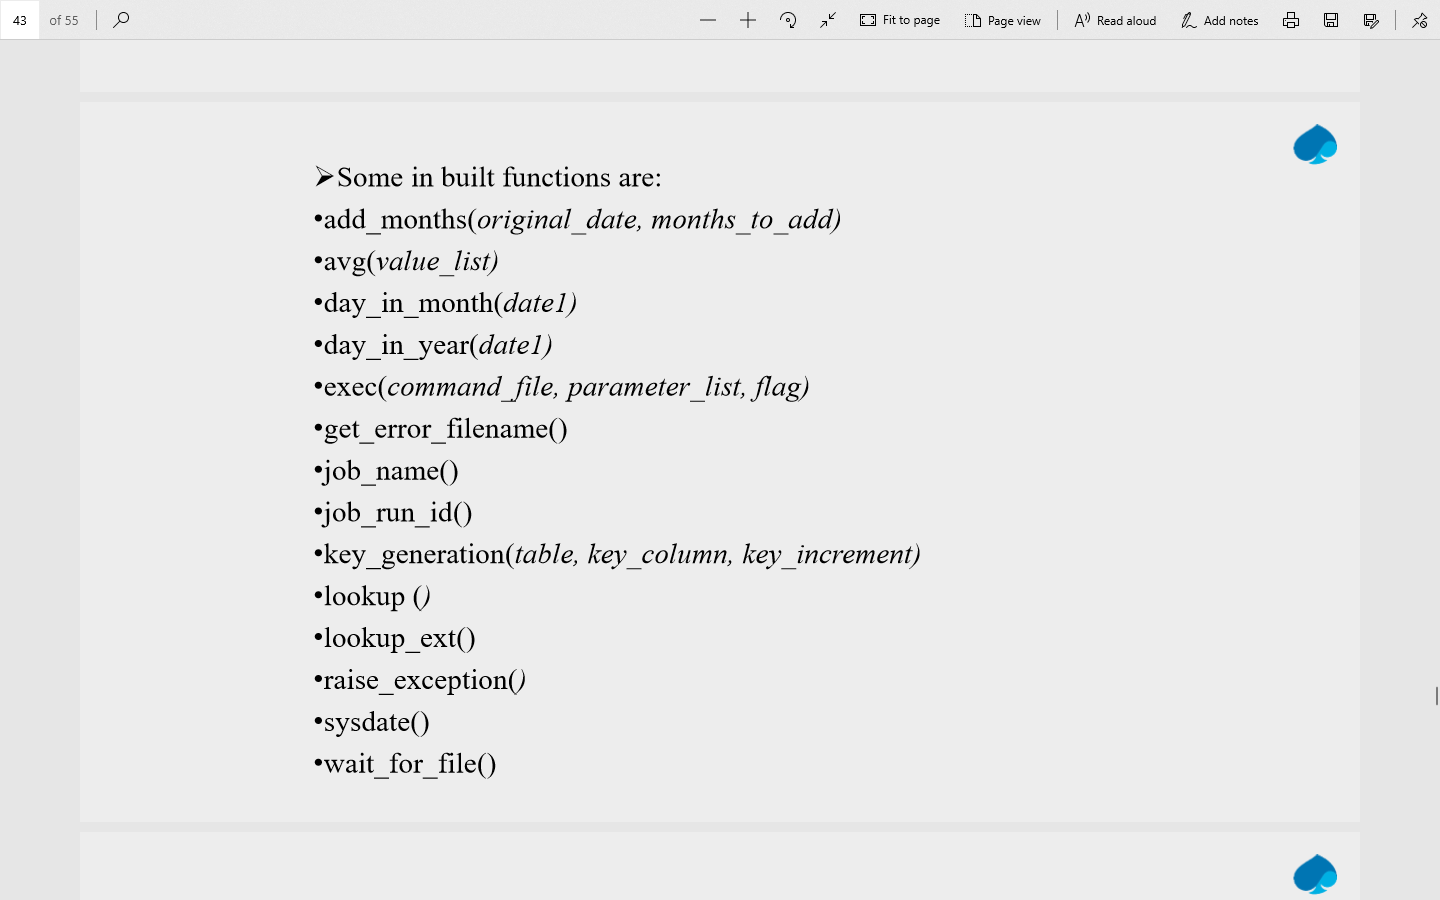 43 of 55 Fit to page Page view Read aloud Add notes
➢Some in built functions are:
•add_months(original_date, months_to_add)
•avg(value_list)
•day_in_month(date1)
•day_in_year(date1)
•exec(command_file, parameter_list, flag)
•get_error_filename()
•job_name()
•job_run_id()
•key_generation(table, key_column, key_increment)
•lookup ()
•lookup_ext()
•raise_exception()
•sysdate()
•wait_for_file()